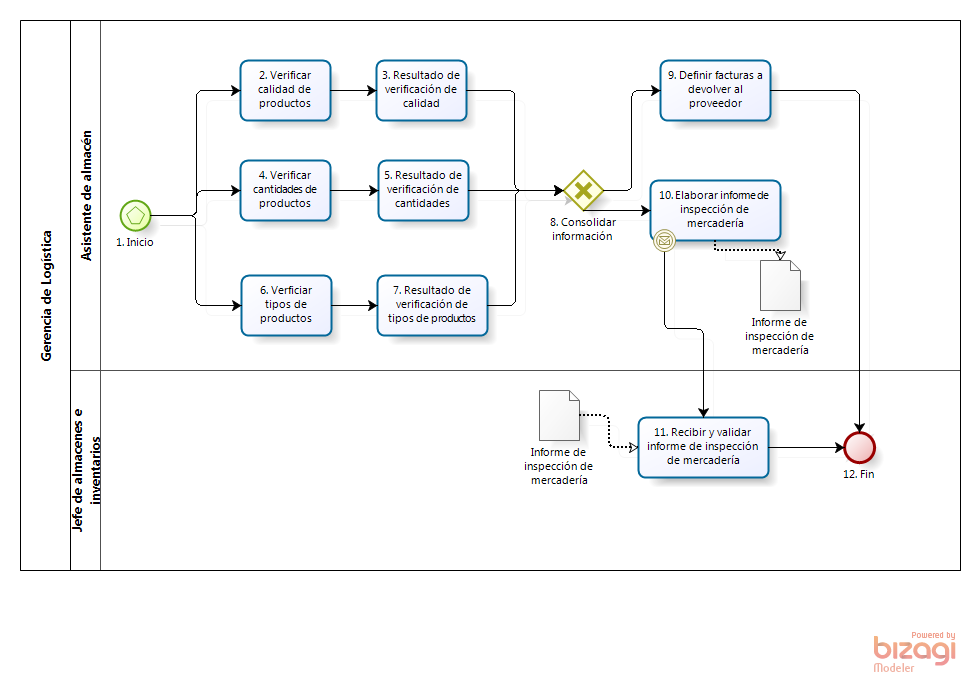 Gerencia de Logística
Asistente de almacén
1. Inicio
2. Verificar
calidad de
productos
3. Resultado de
verificación de
calidad
4. Verificar
cantidades de
productos
5. Resultado de
verificación de
cantidades
6. Verficiar
tipos de
productos
7. Resultado de
verificación de
tipos de productos
8. Consolidar
información
9. Definir facturas a
devolver al
proveedor
10. Elaborar informe de
inspección de
mercadería
Informe de
inspección de
mercadería
Jefe de almacenes e
inventarios
Informe de
inspección de
mercadería
11. Recibir y validar
informe de inspección
de mercadería
12. Fin
Powered by
bizagi
Modeler